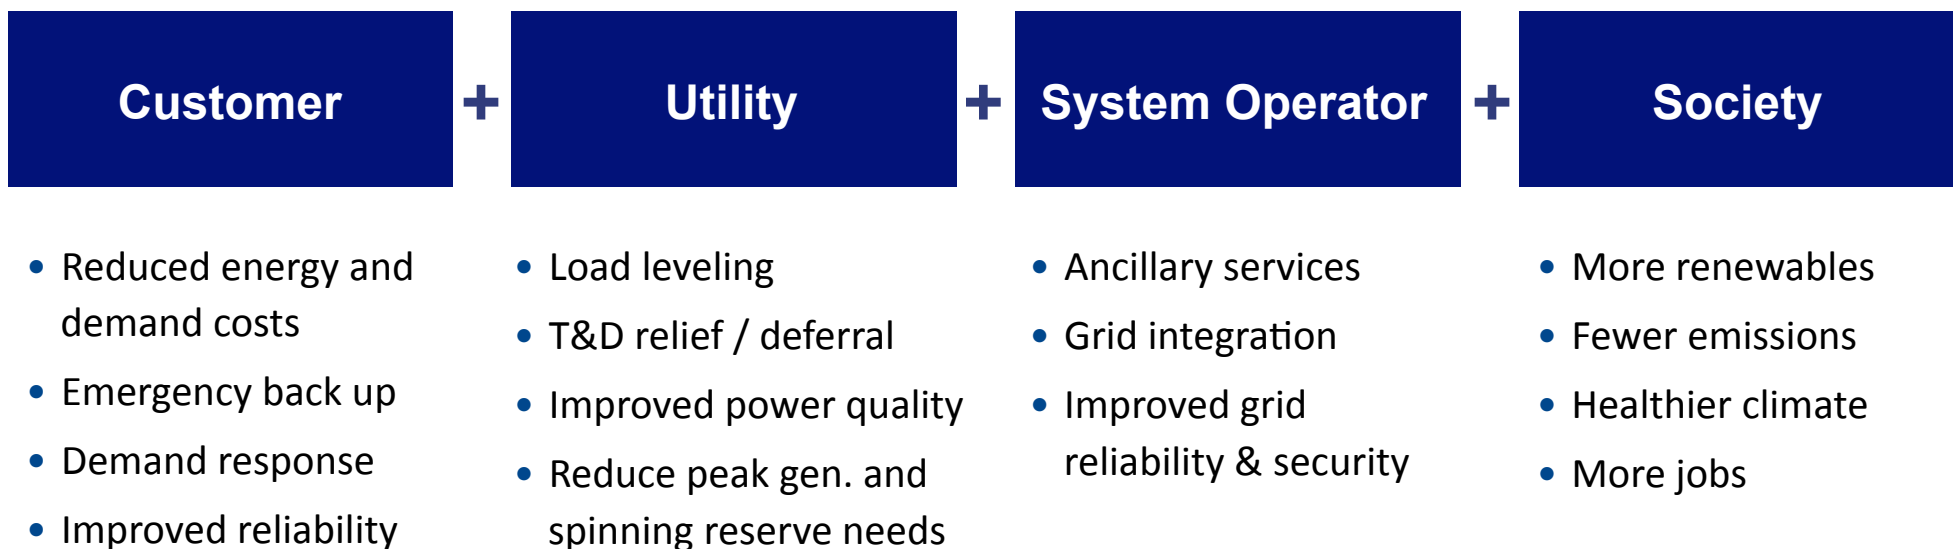 Customer + Utility + System Operator + Society
• Reduced energy and
demand costs
• Emergency back up
• Demand response
• Improved reliability
• Load leveling
• T&D relief / deferral
• Improved power quality
• Reduce peak gen. and
spinning reserve needs
• Ancillary services
• Grid integration
• Improved grid
reliability & security
• More renewables
• Fewer emissions
• Healthier climate
• More jobs